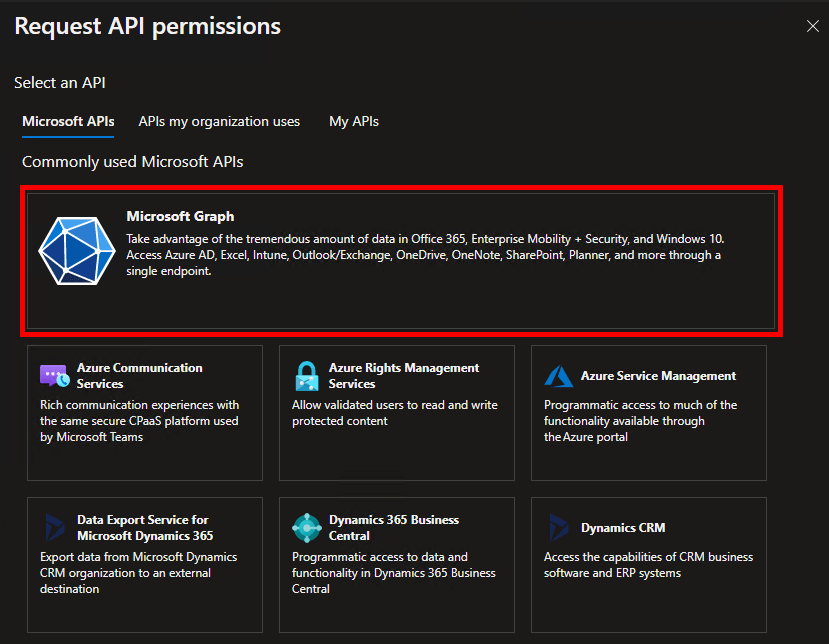 Request API permissions
Select an API
Microsoft APIs
APIs my organization uses
My APIs
Commonly used Microsoft APIs
Microsoft Graph
Take advantage of the tremendous amount of data in Office 365, Enterprise Mobility + Security, and Windows 10.
Access Azure AD, Excel, Intune, Outlook/Exchange, OneDrive, OneNote, SharePoint, Planner, and more through a
single endpoint.
Azure Communication
Services
Rich communication experiences with
the same secure CPaaS platform used
by Microsoft Teams
Azure Rights Management
Services
Allow validated users to read and write
protected content
Azure Service Management
Programmatic access to much of the
functionality available through
the Azure portal
Data Export Service for
Microsoft Dynamics 365
Export data from Microsoft Dynamics
CRM organization to an external
destination
Dynamics 365 Business
Central
Programmatic access to data and
functionality in Dynamics 365 Business
Central
Dynamics CRM
Access the capabilities of CRM business
software and ERP systems